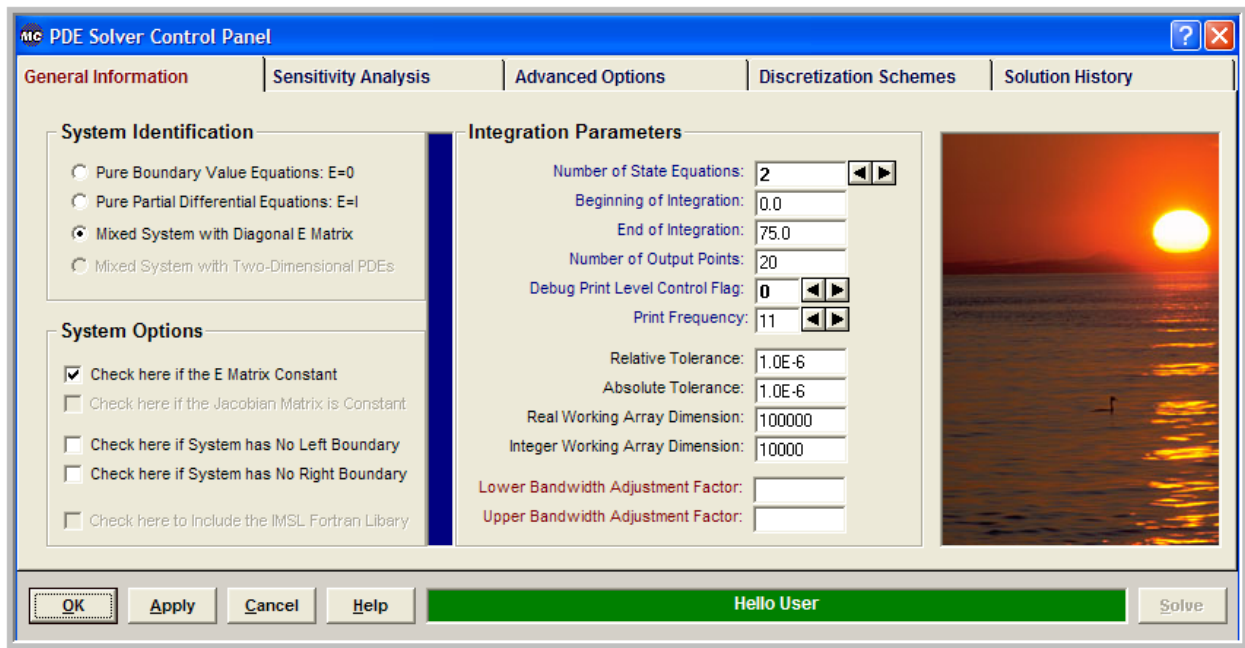 MC PDE Solver Control Panel
General Information Sensitivity Analysis Advanced Options Discretization Schemes Solution History
System Identification
Pure Boundary Value Equations: E=0
Pure Partial Differential Equations: E=I
Mixed System with Diagonal E Matrix
Mixed System with Two-Dimensional PDEs
System Options
Check here if the E Matrix Constant
Check here if the Jacobian Matrix is Constant
Check here if System has No Left Boundary
Check here if System has No Right Boundary
Check here to Include the IMSL Fortran Libary
Integration Parameters
Number of State Equations: 2
Beginning of Integration: 0.0
End of Integration: 75.0
Number of Output Points: 20
Debug Print Level Control Flag: 0
Print Frequency: 11
Relative Tolerance: 1.0E-6
Absolute Tolerance: 1.0E-6
Real Working Array Dimension: 100000
Integer Working Array Dimension: 10000
Lower Bandwidth Adjustment Factor:
Upper Bandwidth Adjustment Factor:
OK Apply Cancel Help Hello User Solve